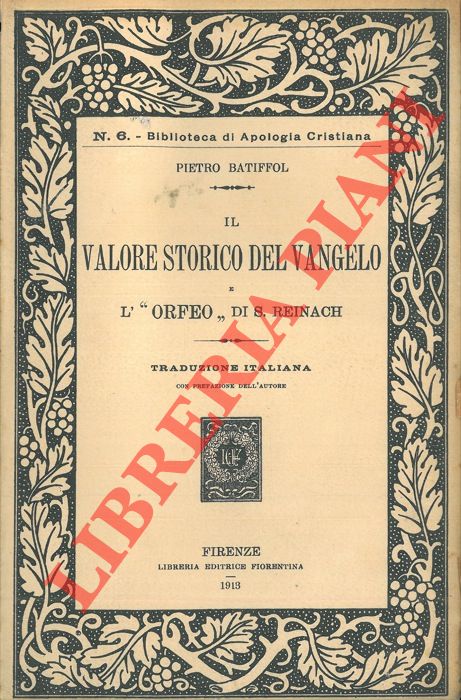 N. 6. - Biblioteca di Apologia Cristiana
PIETRO BATIFFOL
IL
VALORE STORICO DEL VANGELO
E
L' “ ORFEO „ DI S. REINACH
TRADUZIONE ITALIANA
CON PREFAZIONE DELL'AUTORE
FIRENZE
LIBRERIA EDITRICE FIORENTINA
1913
LIBRERIA PIANI